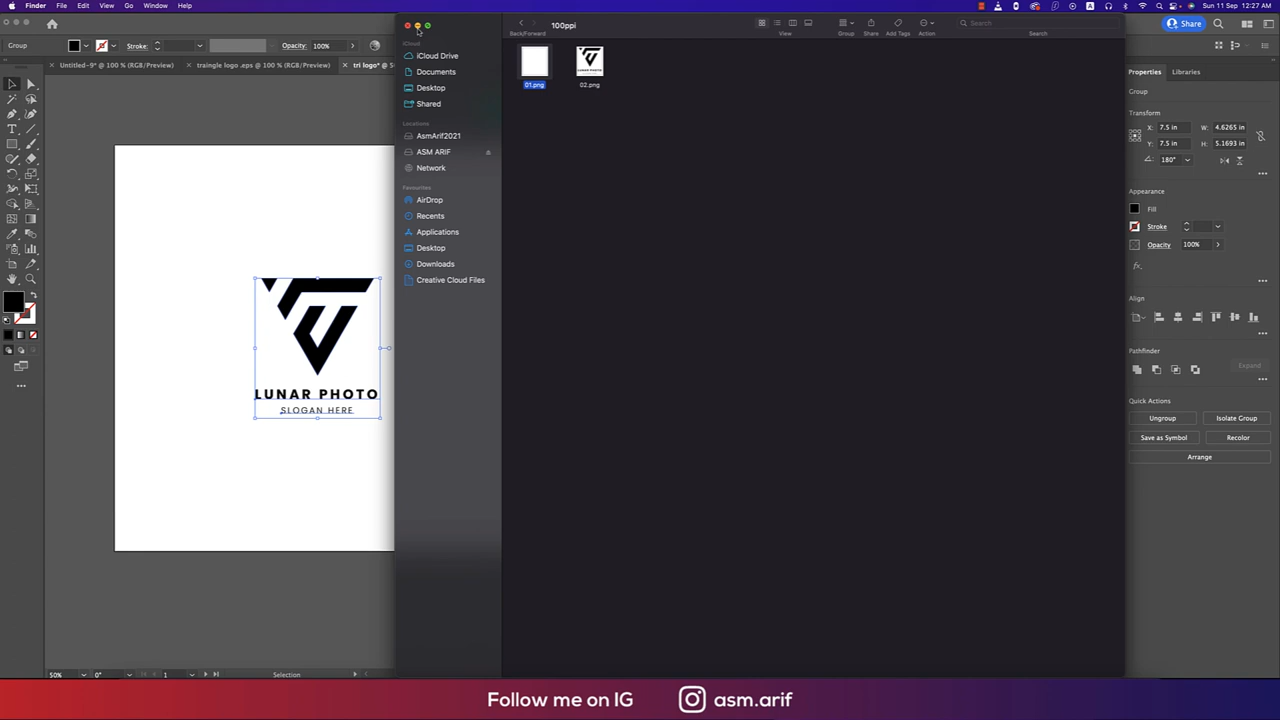 Finder File Edit View Go Window Help
Sun 11 Sep 12:27 AM
Share
Group Stroke: Opacity: 100%
Untitled-9* @ 100 % (RGB/Preview)
traingle logo .eps @ 100 % (RGB/Preview)
tri logo* @ 5
LUNAR PHOTO
SLOGAN HERE
50% 0° 1 Selection
iCloud
iCloud Drive
Documents
Desktop
Shared
Locations
AsmArif2021
ASM ARIF
Network
Favourites
AirDrop
Recents
Applications
Desktop
Downloads
Creative Cloud Files
100ppi
Back/Forward View Group Share Add Tags Action Search
Search
01.png 02.png
Properties Libraries
Group
Transform
X: 7.5 in W: 4.6265 in
Y: 7.5 in H: 5.1693 in
180°
Appearance
Fill
Stroke
Opacity 100%
Align
Pathfinder
Expand
Quick Actions
Ungroup Isolate Group
Save as Symbol Recolor
Arrange
Follow me on IG asm.arif